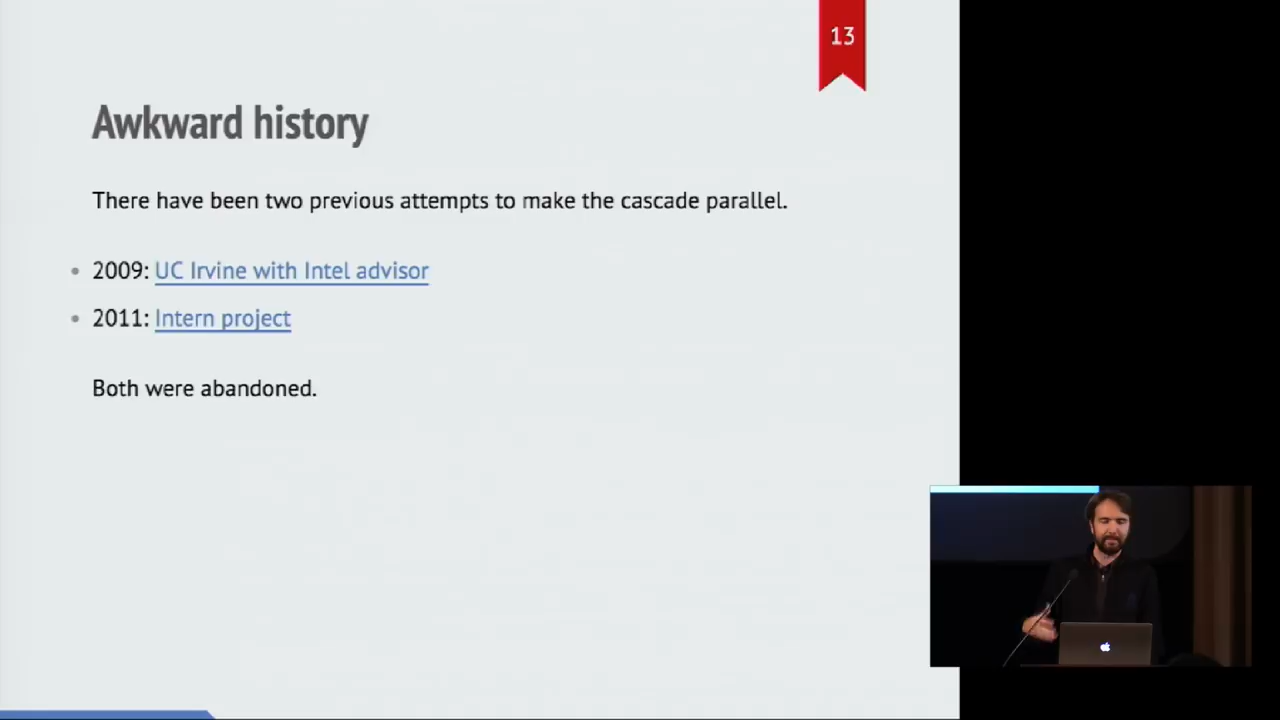 13
Awkward history
There have been two previous attempts to make the cascade parallel.
2009: UC Irvine with Intel advisor
2011: Intern project
Both were abandoned.